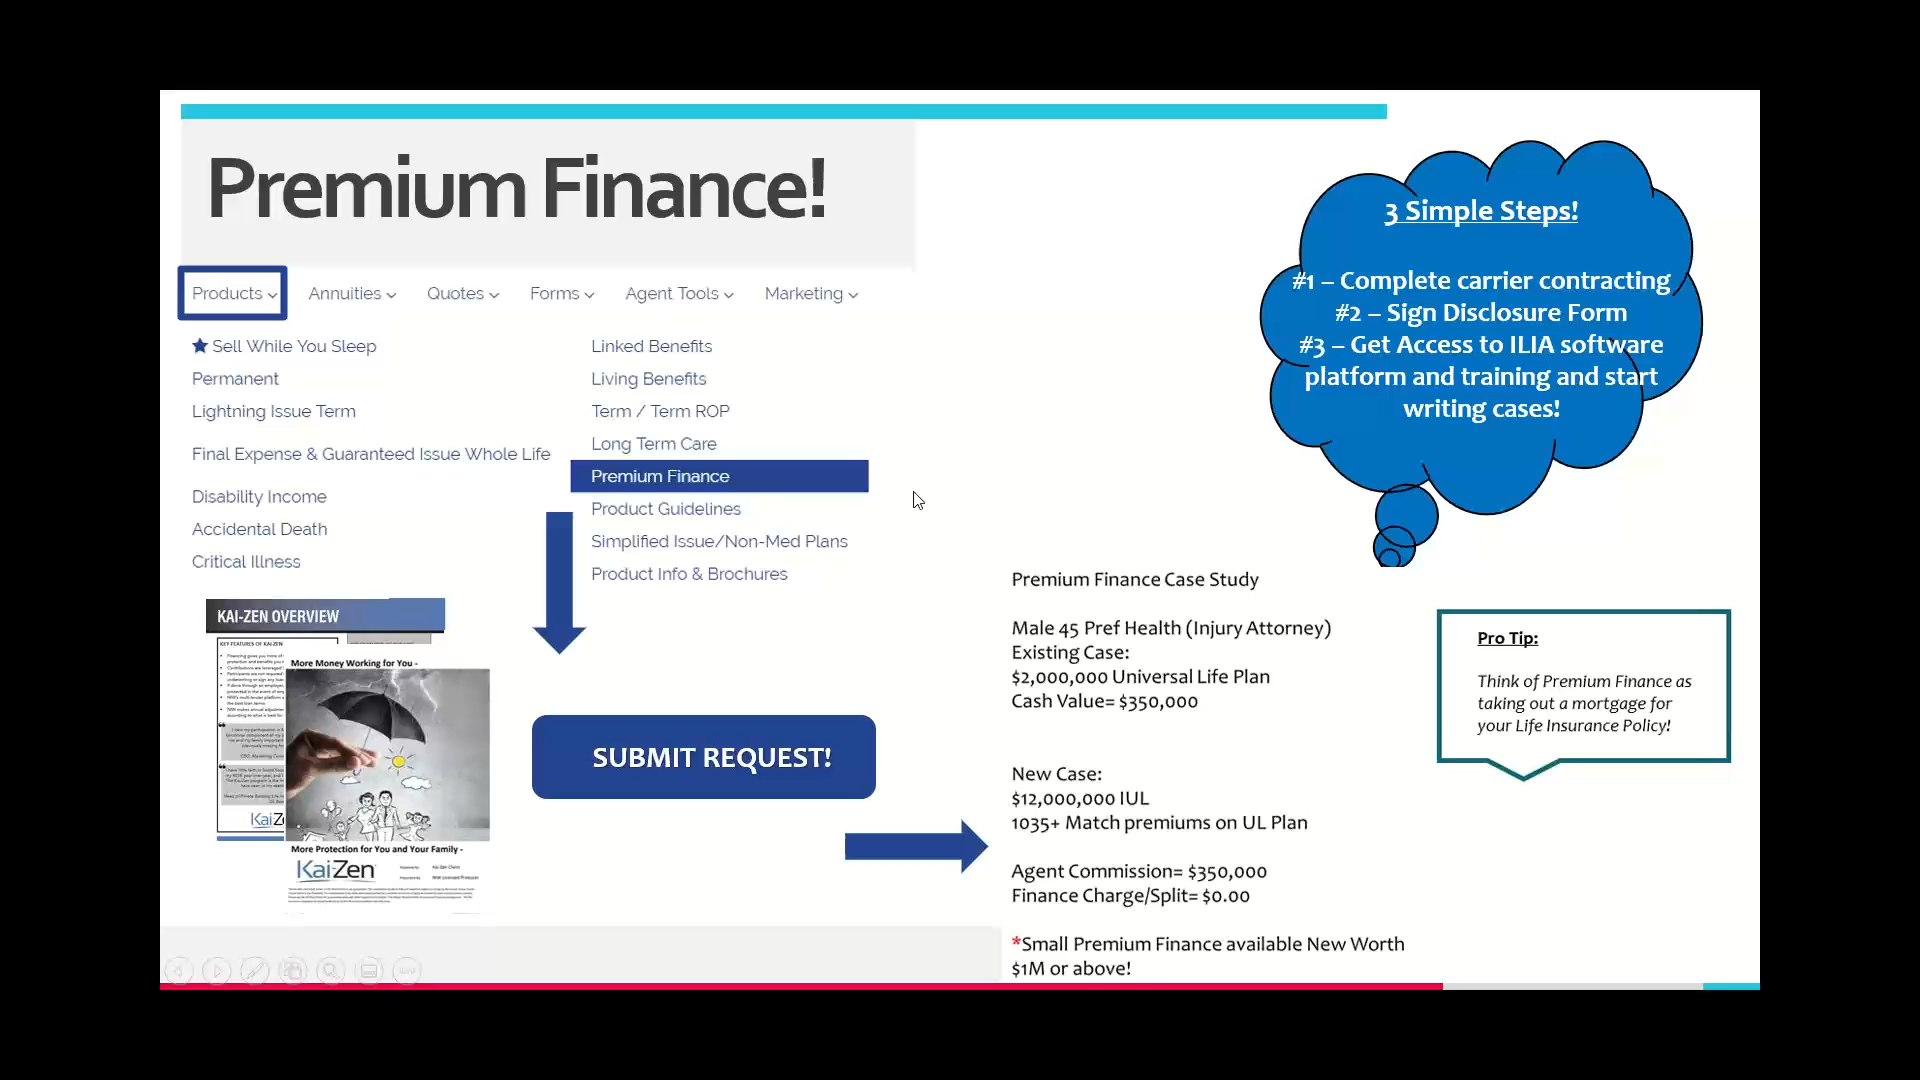 Premium Finance!
Products
Annuities
Quotes
Forms
Agent Tools
Marketing
Sell While You Sleep
Permanent
Lightning Issue Term
Final Expense & Guaranteed Issue Whole Life
Disability Income
Accidental Death
Critical Illness
Linked Benefits
Living Benefits
Term / Term ROP
Long Term Care
Premium Finance
Product Guidelines
Simplified Issue/Non-Med Plans
Product Info & Brochures
3 Simple Steps!
#1 – Complete carrier contracting
#2 – Sign Disclosure Form
#3 – Get Access to ILIA software
platform and training and start
writing cases!
KAI-ZEN OVERVIEW
KEY FEATURES OF KAI-ZEN
More Money Working for You -
More Protection for You and Your Family -
KaiZen
SUBMIT REQUEST!
Premium Finance Case Study
Male 45 Pref Health (Injury Attorney)
Existing Case:
$2,000,000 Universal Life Plan
Cash Value= $350,000
New Case:
$12,000,000 IUL
1035+ Match premiums on UL Plan
Agent Commission= $350,000
Finance Charge/Split= $0.00
*Small Premium Finance available New Worth
$1M or above!
Pro Tip:
Think of Premium Finance as
taking out a mortgage for
your Life Insurance Policy!